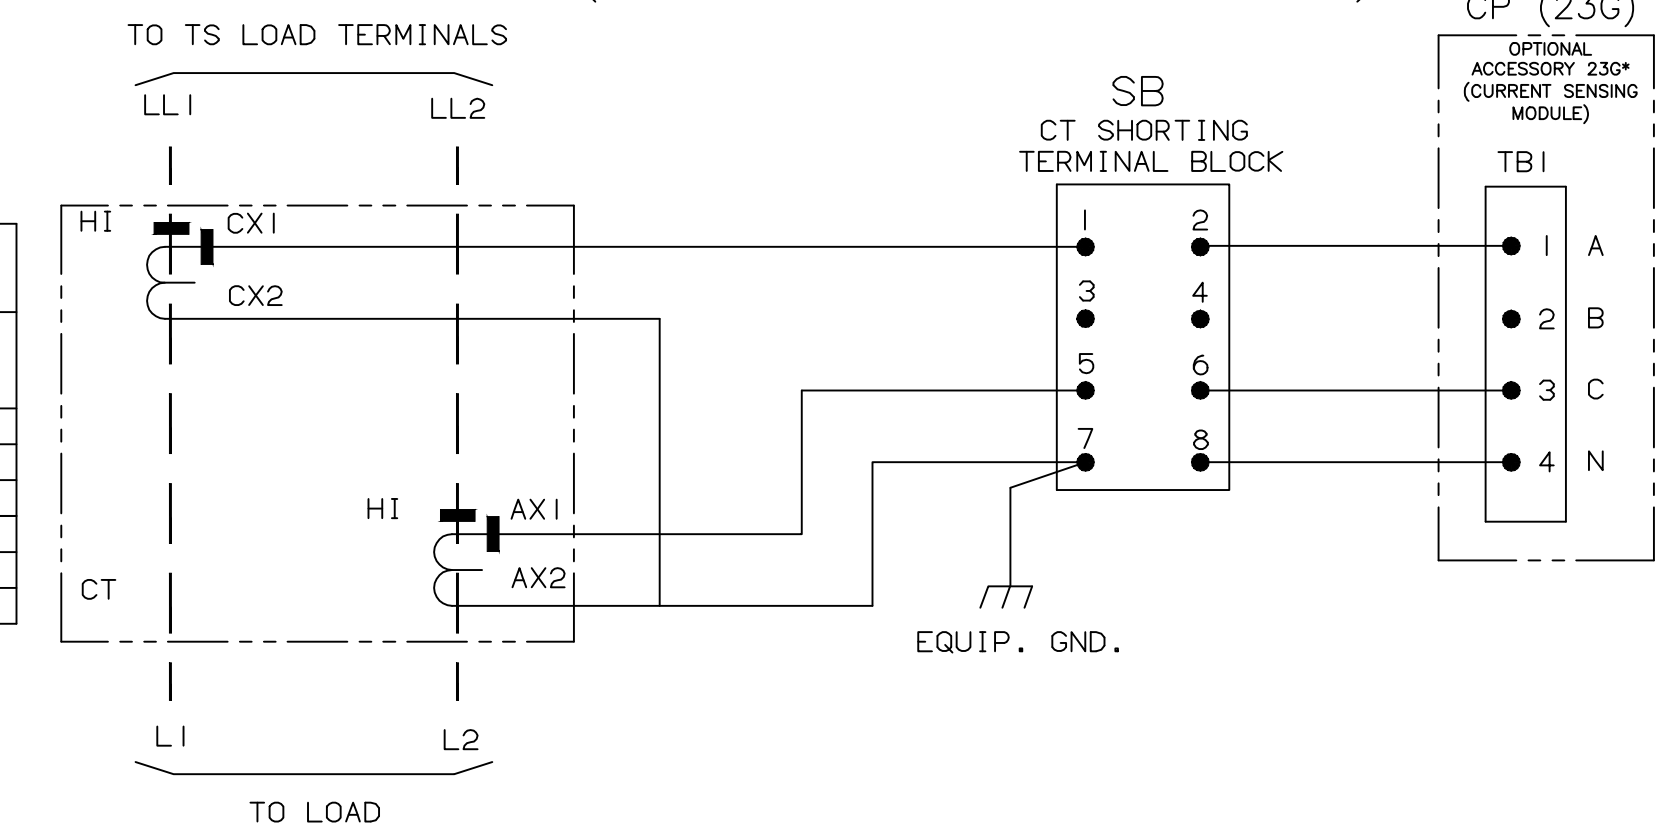 TO TS LOAD TERMINALS
LL1
LL2
HI
CX1
CX2
HI
AX1
AX2
CT
L1
L2
TO LOAD
SB
CT SHORTING
TERMINAL BLOCK
1
2
3
4
5
6
7
8
EQUIP. GND.
CP (23G)
OPTIONAL
ACCESSORY 23G*
(CURRENT SENSING
MODULE)
TB1
1 A
2 B
3 C
4 N